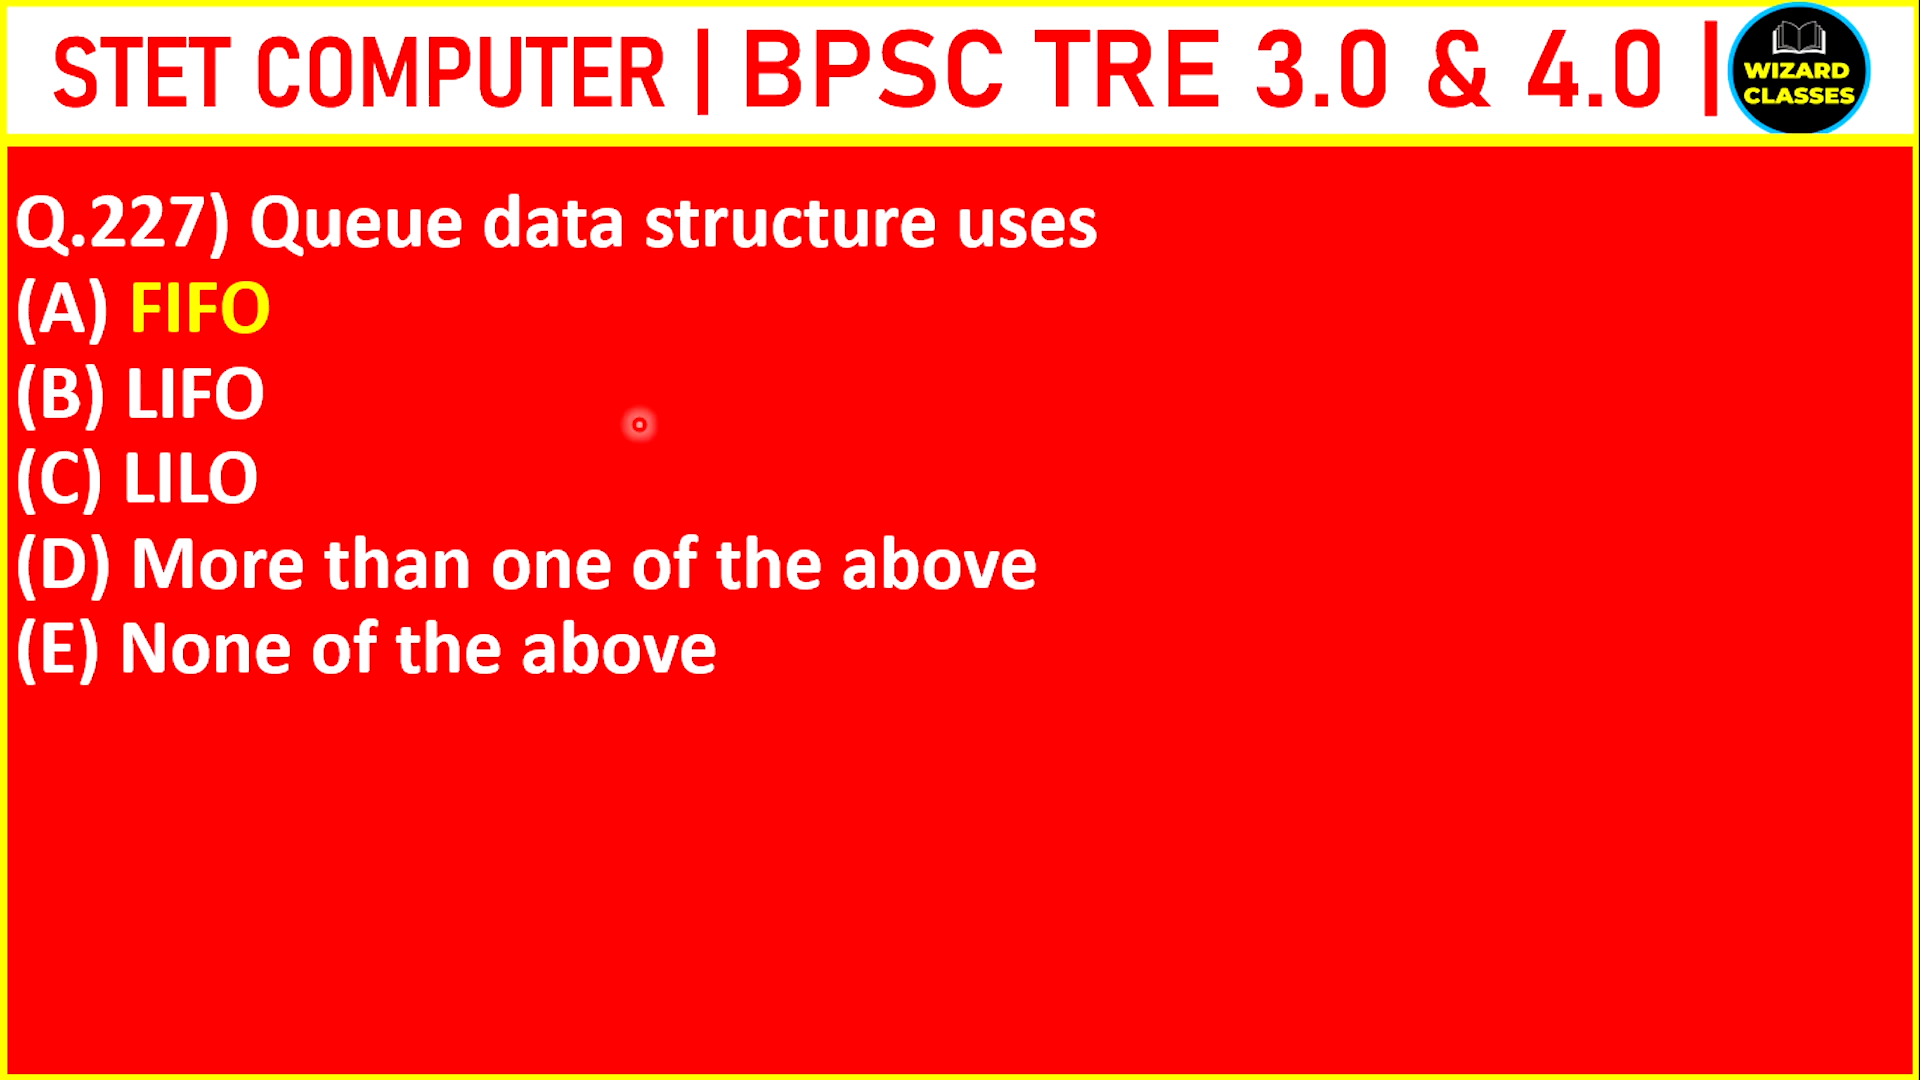 STET COMPUTER | BPSC TRE 3.0 & 4.0 |
WIZARD
CLASSES
Q.227) Queue data structure uses
(A) FIFO
(B) LIFO
(C) LILO
(D) More than one of the above
(E) None of the above